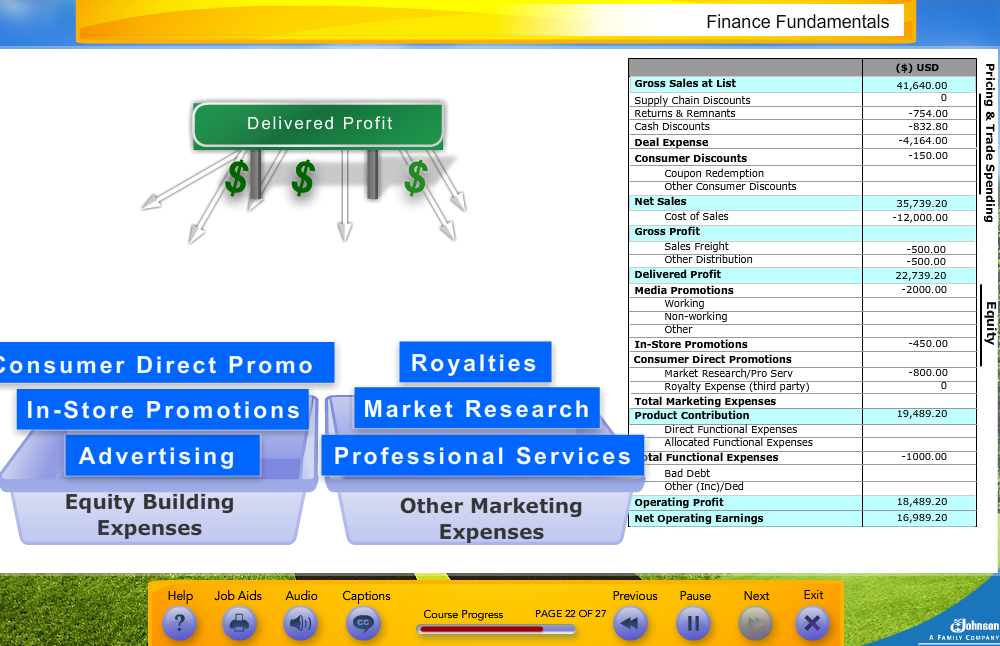 Finance Fundamentals
Delivered Profit
$ $ $
Consumer Direct Promo
In-Store Promotions
Advertising
Equity Building
Expenses
Royalties
Market Research
Professional Services
Other Marketing
Expenses
($) USD
Gross Sales at List 41,640.00
Supply Chain Discounts 0
Returns & Remnants -754.00
Cash Discounts -832.80
Deal Expense -4,164.00
Consumer Discounts -150.00
Coupon Redemption
Other Consumer Discounts
Net Sales 35,739.20
Cost of Sales -12,000.00
Gross Profit
Sales Freight -500.00
Other Distribution -500.00
Delivered Profit 22,739.20
Media Promotions -2000.00
Working
Non-working
Other
In-Store Promotions -450.00
Consumer Direct Promotions
Market Research/Pro Serv -800.00
Royalty Expense (third party) 0
Total Marketing Expenses
Product Contribution 19,489.20
Direct Functional Expenses
Allocated Functional Expenses
otal Functional Expenses -1000.00
Bad Debt
Other (Inc)/Ded
Operating Profit 18,489.20
Net Operating Earnings 16,989.20
Pricing & Trade Spending
Equity
Help Job Aids Audio Captions
? CC
Course Progress PAGE 22 OF 27
Previous Pause Next Exit
Johnson
A FAMILY COMPANY